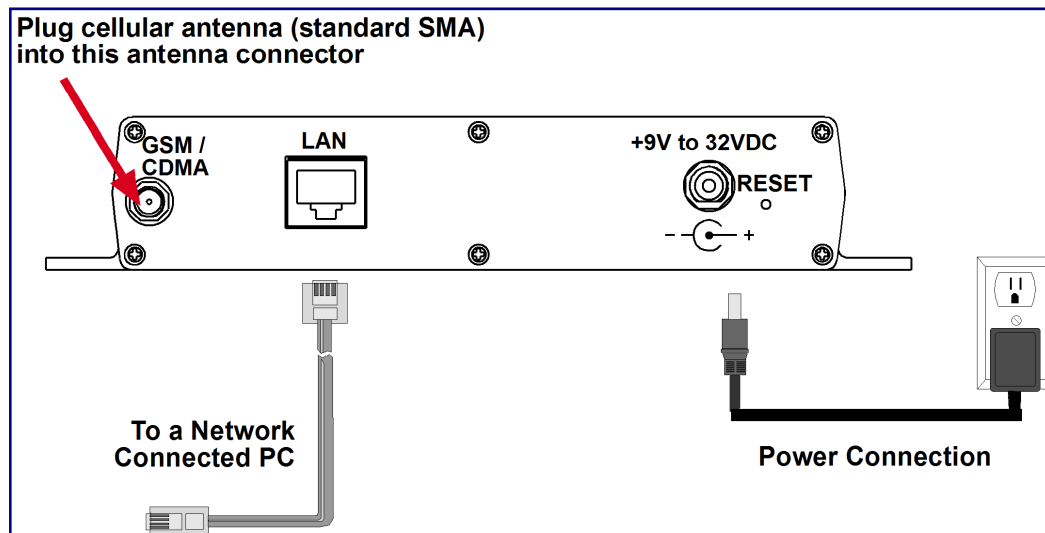 Plug cellular antenna (standard SMA)
into this antenna connector
GSM /
CDMA
LAN
+9V to 32VDC
RESET
- +
To a Network
Connected PC
Power Connection